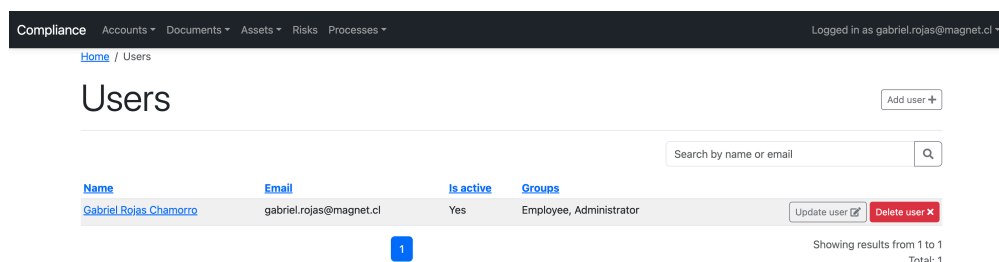 Compliance Accounts Documents Assets Risks Processes Logged in as gabriel.rojas@magnet.cl
Home / Users
Users
Add user
Search by name or email
Name Email Is active Groups
Gabriel Rojas Chamorro gabriel.rojas@magnet.cl Yes Employee, Administrator Update user Delete user
1
Showing results from 1 to 1
Total: 1